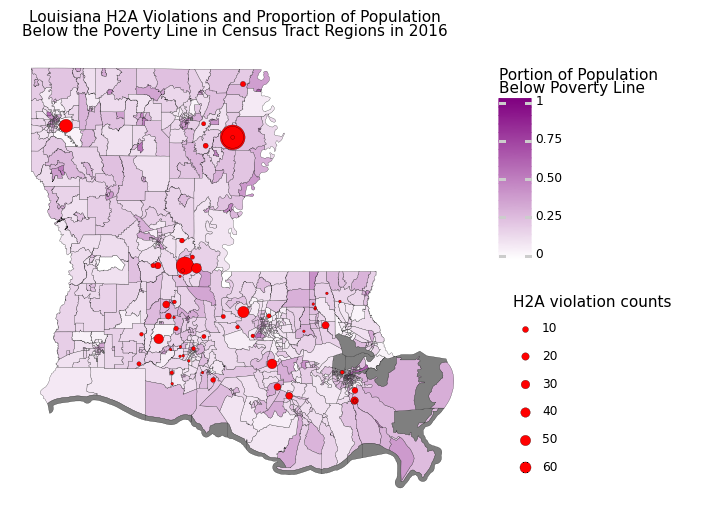 Louisiana H2A Violations and Proportion of Population
Below the Poverty Line in Census Tract Regions in 2016
Portion of Population
Below Poverty Line
1
0.75
0.50
0.25
0
H2A violation counts
10
20
30
40
50
60